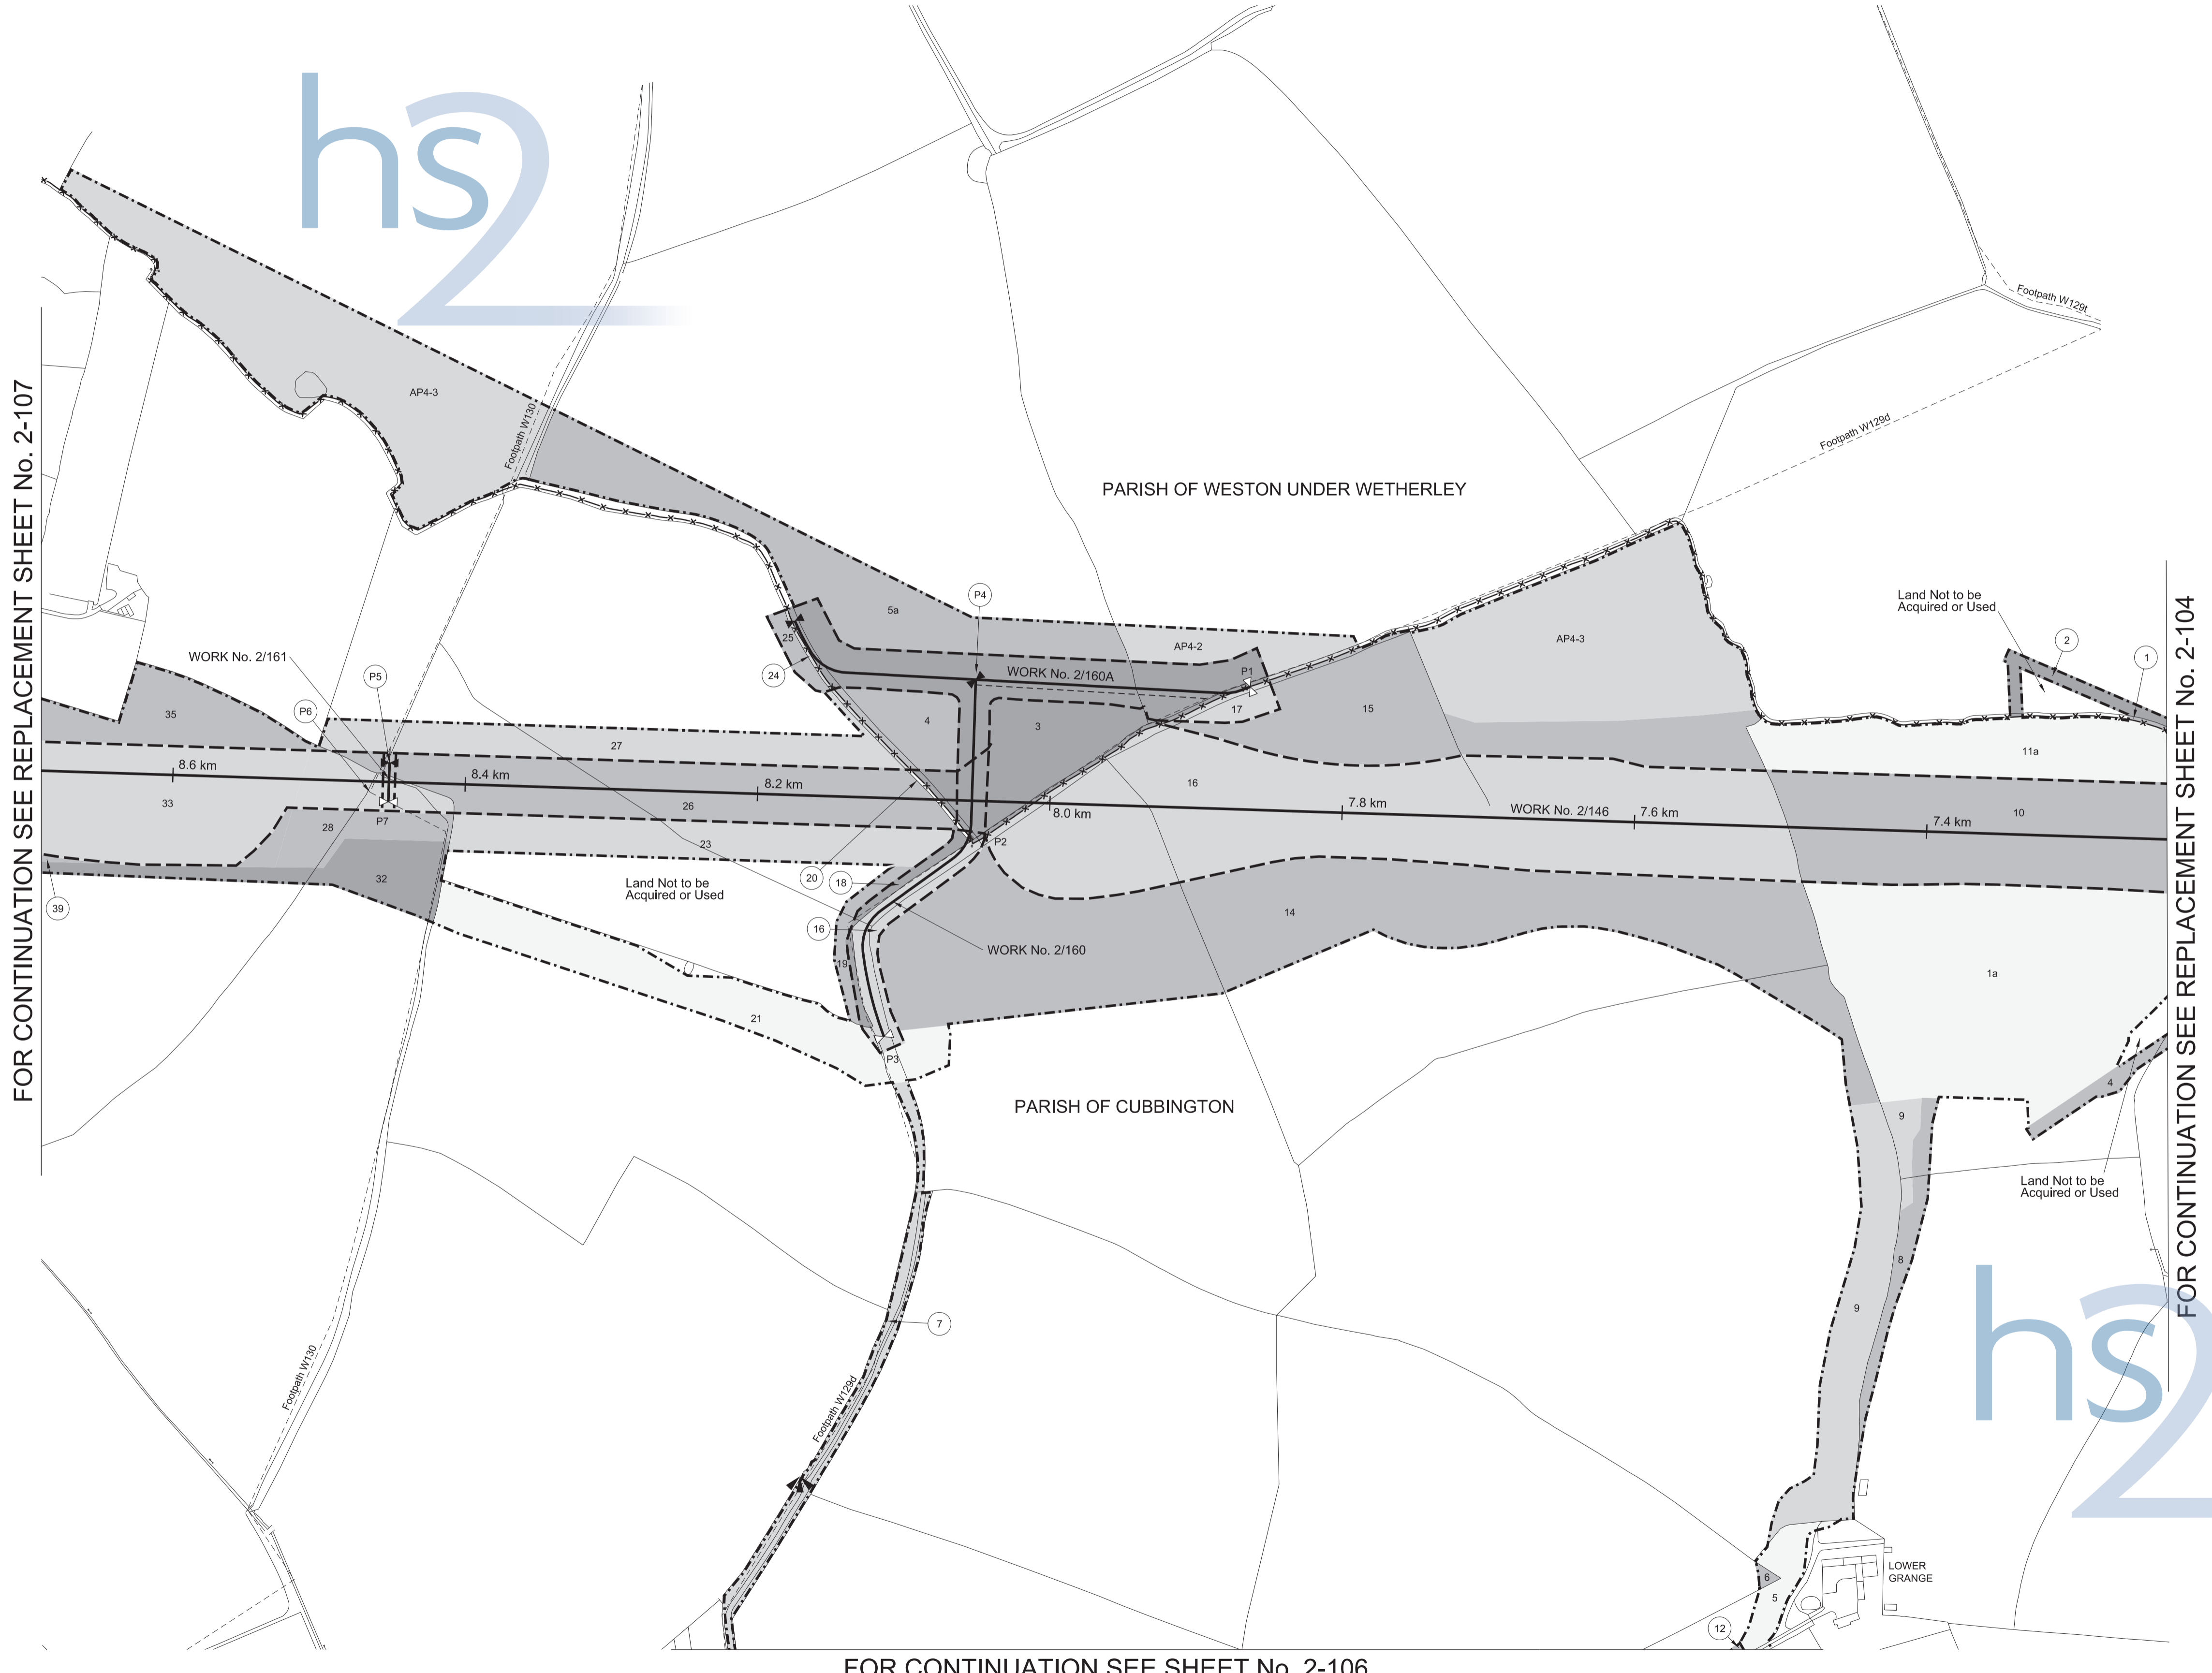 hs2
FOR CONTINUATION SEE REPLACEMENT SHEET No. 2-107
FOR CONTINUATION SEE REPLACEMENT SHEET No. 2-104
Footpath W129t
AP4-3
Footpath W130
Footpath W129d
PARISH OF WESTON UNDER WETHERLEY
P4
Land Not to be
Acquired or Used
5a
AP4-2
AP4-3
2
1
25
WORK No. 2/161
24
WORK No. 2/160A
P1
P5
17
15
P6
35
4
3
27
11a
8.6 km
8.4 km
8.2 km
16
33
26
8.0 km
7.8 km
WORK No. 2/146
7.6 km
7.4 km
10
P7
28
23
P2
32
20
18
Land Not to be
Acquired or Used
39
14
16
WORK No. 2/160
19
1a
21
P3
4
PARISH OF CUBBINGTON
9
Land Not to be
Acquired or Used
8
9
7
Footpath W130
Footpath W129d
hs2
LOWER
GRANGE
6
5
12
FOR CONTINUATION SEE SHEET No. 2-106